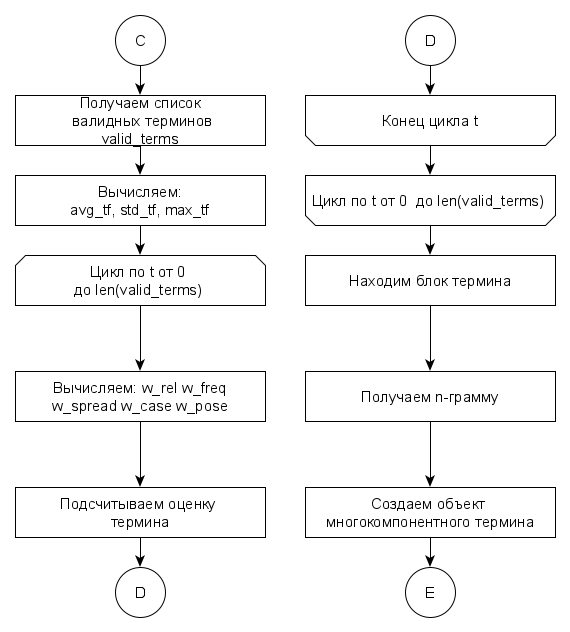 C
Получаем список
валидных терминов
valid_terms
Вычисляем:
avg_tf, std_tf, max_tf
Цикл по t от 0
до len(valid_terms)
Вычисляем: w_rel w_freq
w_spread w_case w_pose
Подсчитываем оценку
термина
D
D
Конец цикла t
Цикл по t от 0 до len(valid_terms)
Находим блок термина
Получаем n-грамму
Создаем объект
многокомпонентного термина
E